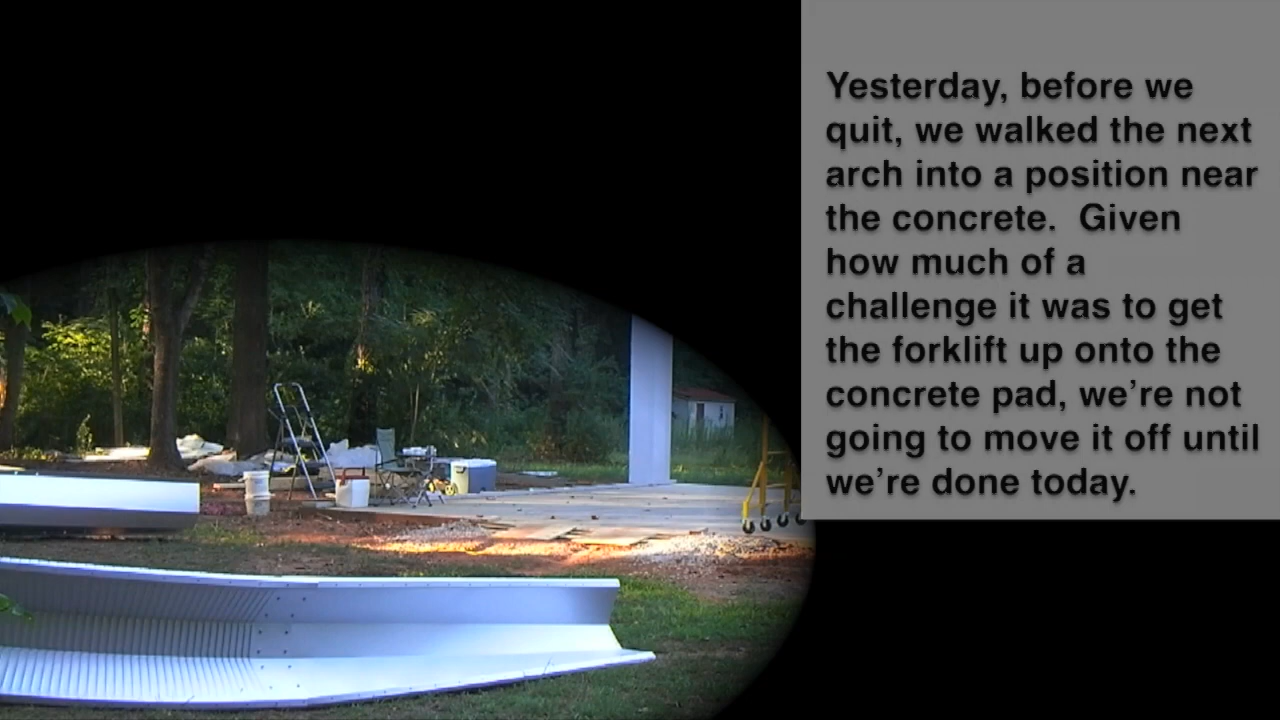 Yesterday, before we
quit, we walked the next
arch into a position near
the concrete.  Given
how much of a
challenge it was to get
the forklift up onto the
concrete pad, we’re not
going to move it off until
we’re done today.